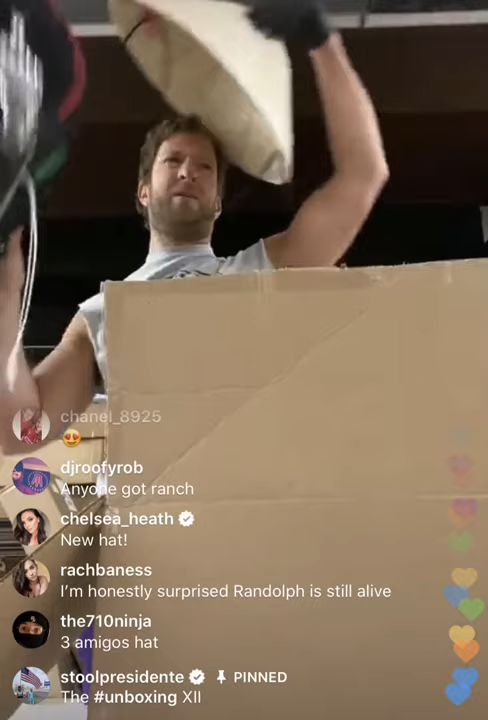 chanel_8925
😍
djroofyrob
Anyone got ranch
chelsea_heath
New hat!
rachbaness
I'm honestly surprised Randolph is still alive
the710ninja
3 amigos hat
stoolpresidente PINNED
The #unboxing XII